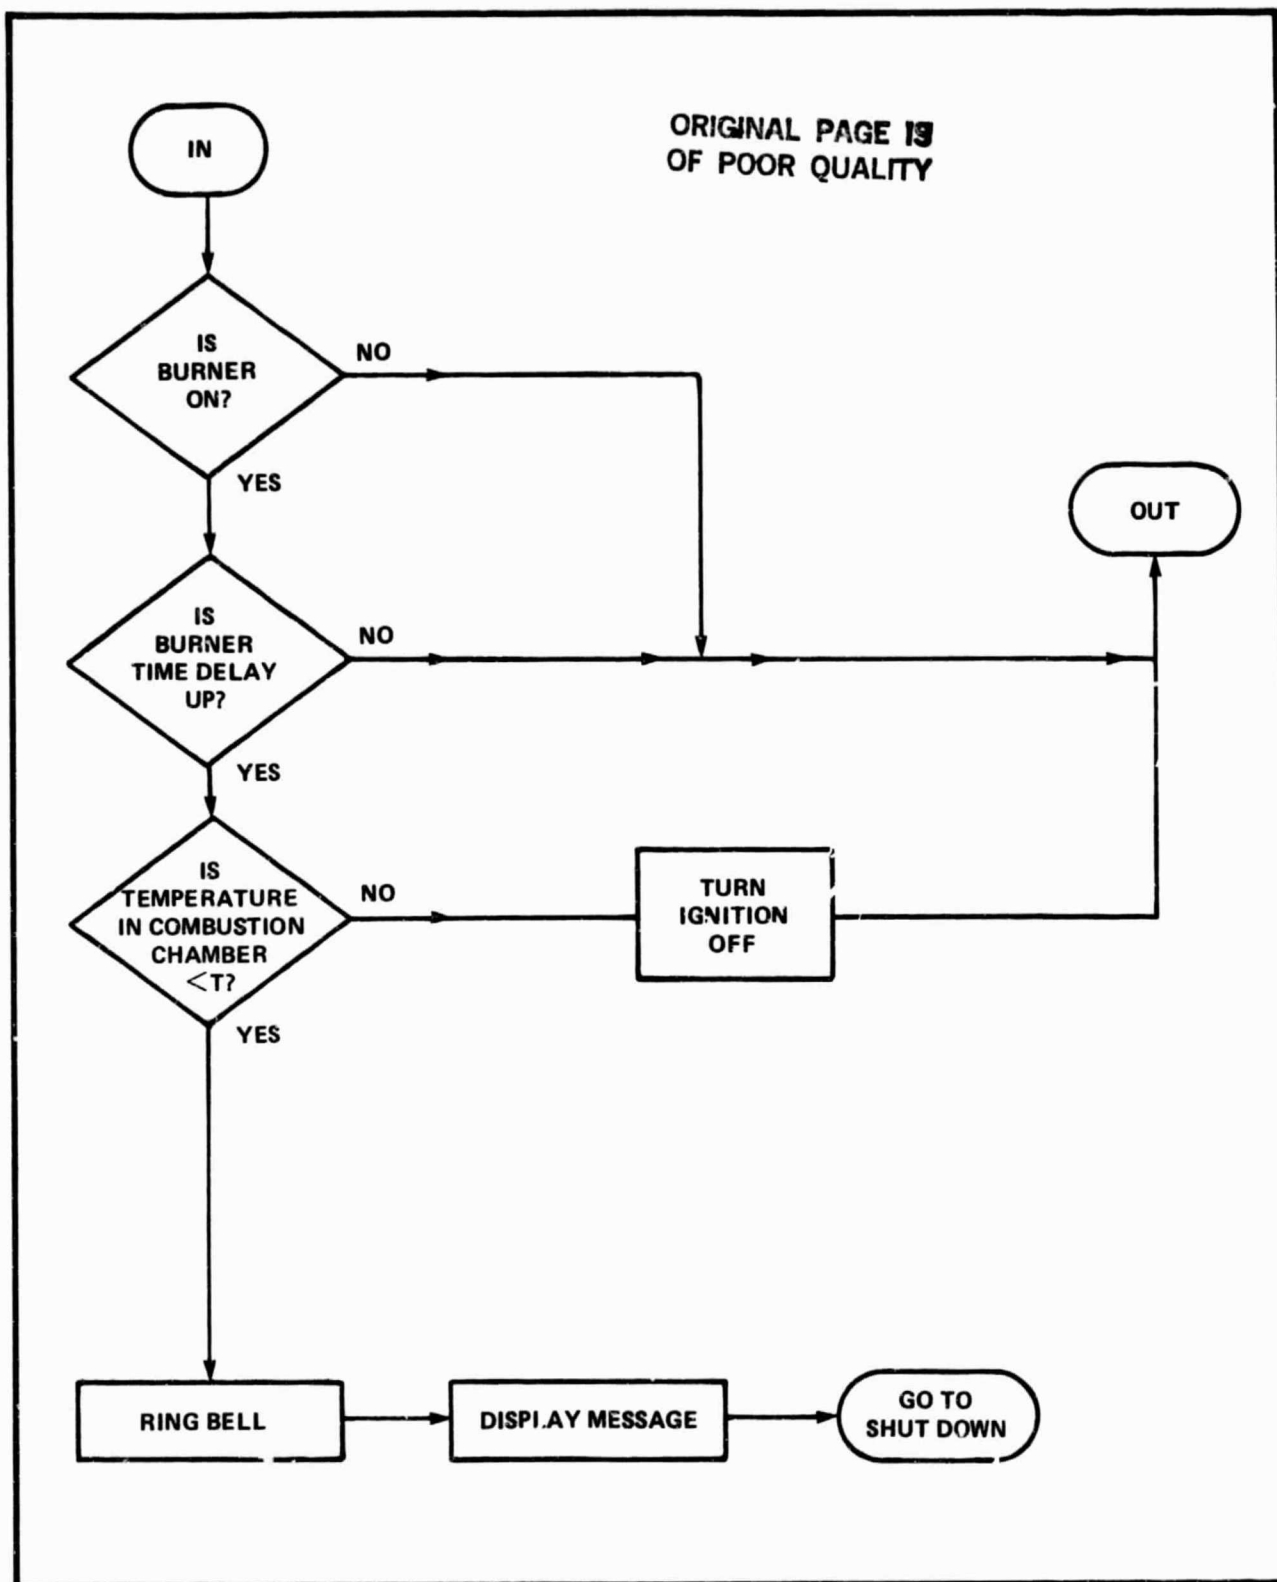 ORIGINAL PAGE IS
OF POOR QUALITY
IN
IS
BURNER
ON?
NO
YES
OUT
IS
BURNER
TIME DELAY
UP?
NO
YES
IS
TEMPERATURE
IN COMBUSTION
CHAMBER
<T?
NO
YES
TURN
IGNITION
OFF
RING BELL
DISPLAY MESSAGE
GO TO
SHUT DOWN